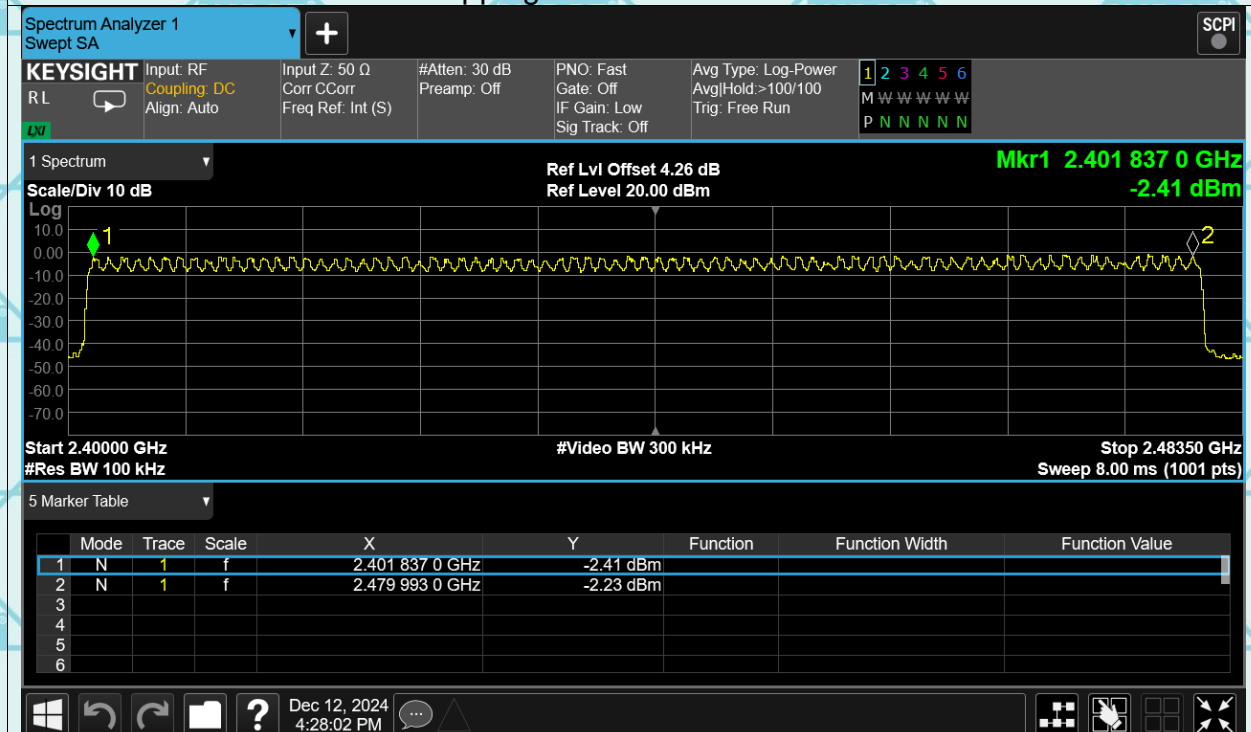 Spectrum Analyzer 1
Swept SA
SCPI
KEYSIGHT
RL
LXI
Input: RF
Coupling: DC
Align: Auto
Input Z: 50 Ω
Corr CCorr
Freq Ref: Int (S)
#Atten: 30 dB
Preamp: Off
PNO: Fast
Gate: Off
IF Gain: Low
Sig Track: Off
Avg Type: Log-Power
Avg|Hold:>100/100
Trig: Free Run
1 2 3 4 5 6
M W W W W W
P N N N N N
1 Spectrum
Scale/Div 10 dB
Ref Lvl Offset 4.26 dB
Ref Level 20.00 dBm
Mkr1 2.401 837 0 GHz
-2.41 dBm
Log
10.0
0.00
-10.0
-20.0
-30.0
-40.0
-50.0
-60.0
-70.0
1
2
Start 2.40000 GHz
#Res BW 100 kHz
#Video BW 300 kHz
Stop 2.48350 GHz
Sweep 8.00 ms (1001 pts)
5 Marker Table
Mode Trace Scale X Y Function Function Width Function Value
1 N 1 f 2.401 837 0 GHz -2.41 dBm
2 N 1 f 2.479 993 0 GHz -2.23 dBm
3
4
5
6
?
Dec 12, 2024
4:28:02 PM